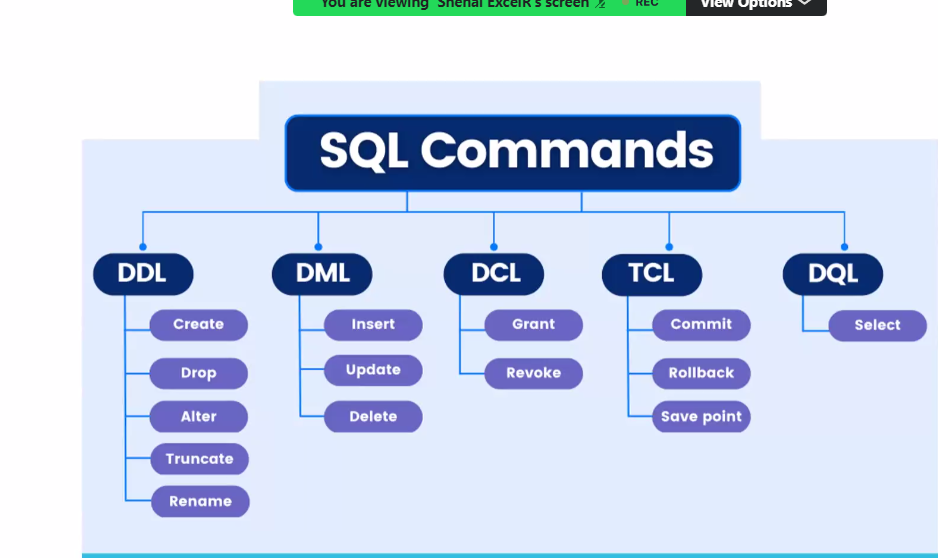 You are viewing Shehal ExcelR's screen
REC
View Options
SQL Commands
DDL
DML
DCL
TCL
DQL
Create
Drop
Alter
Truncate
Rename
Insert
Update
Delete
Grant
Revoke
Commit
Rollback
Save point
Select